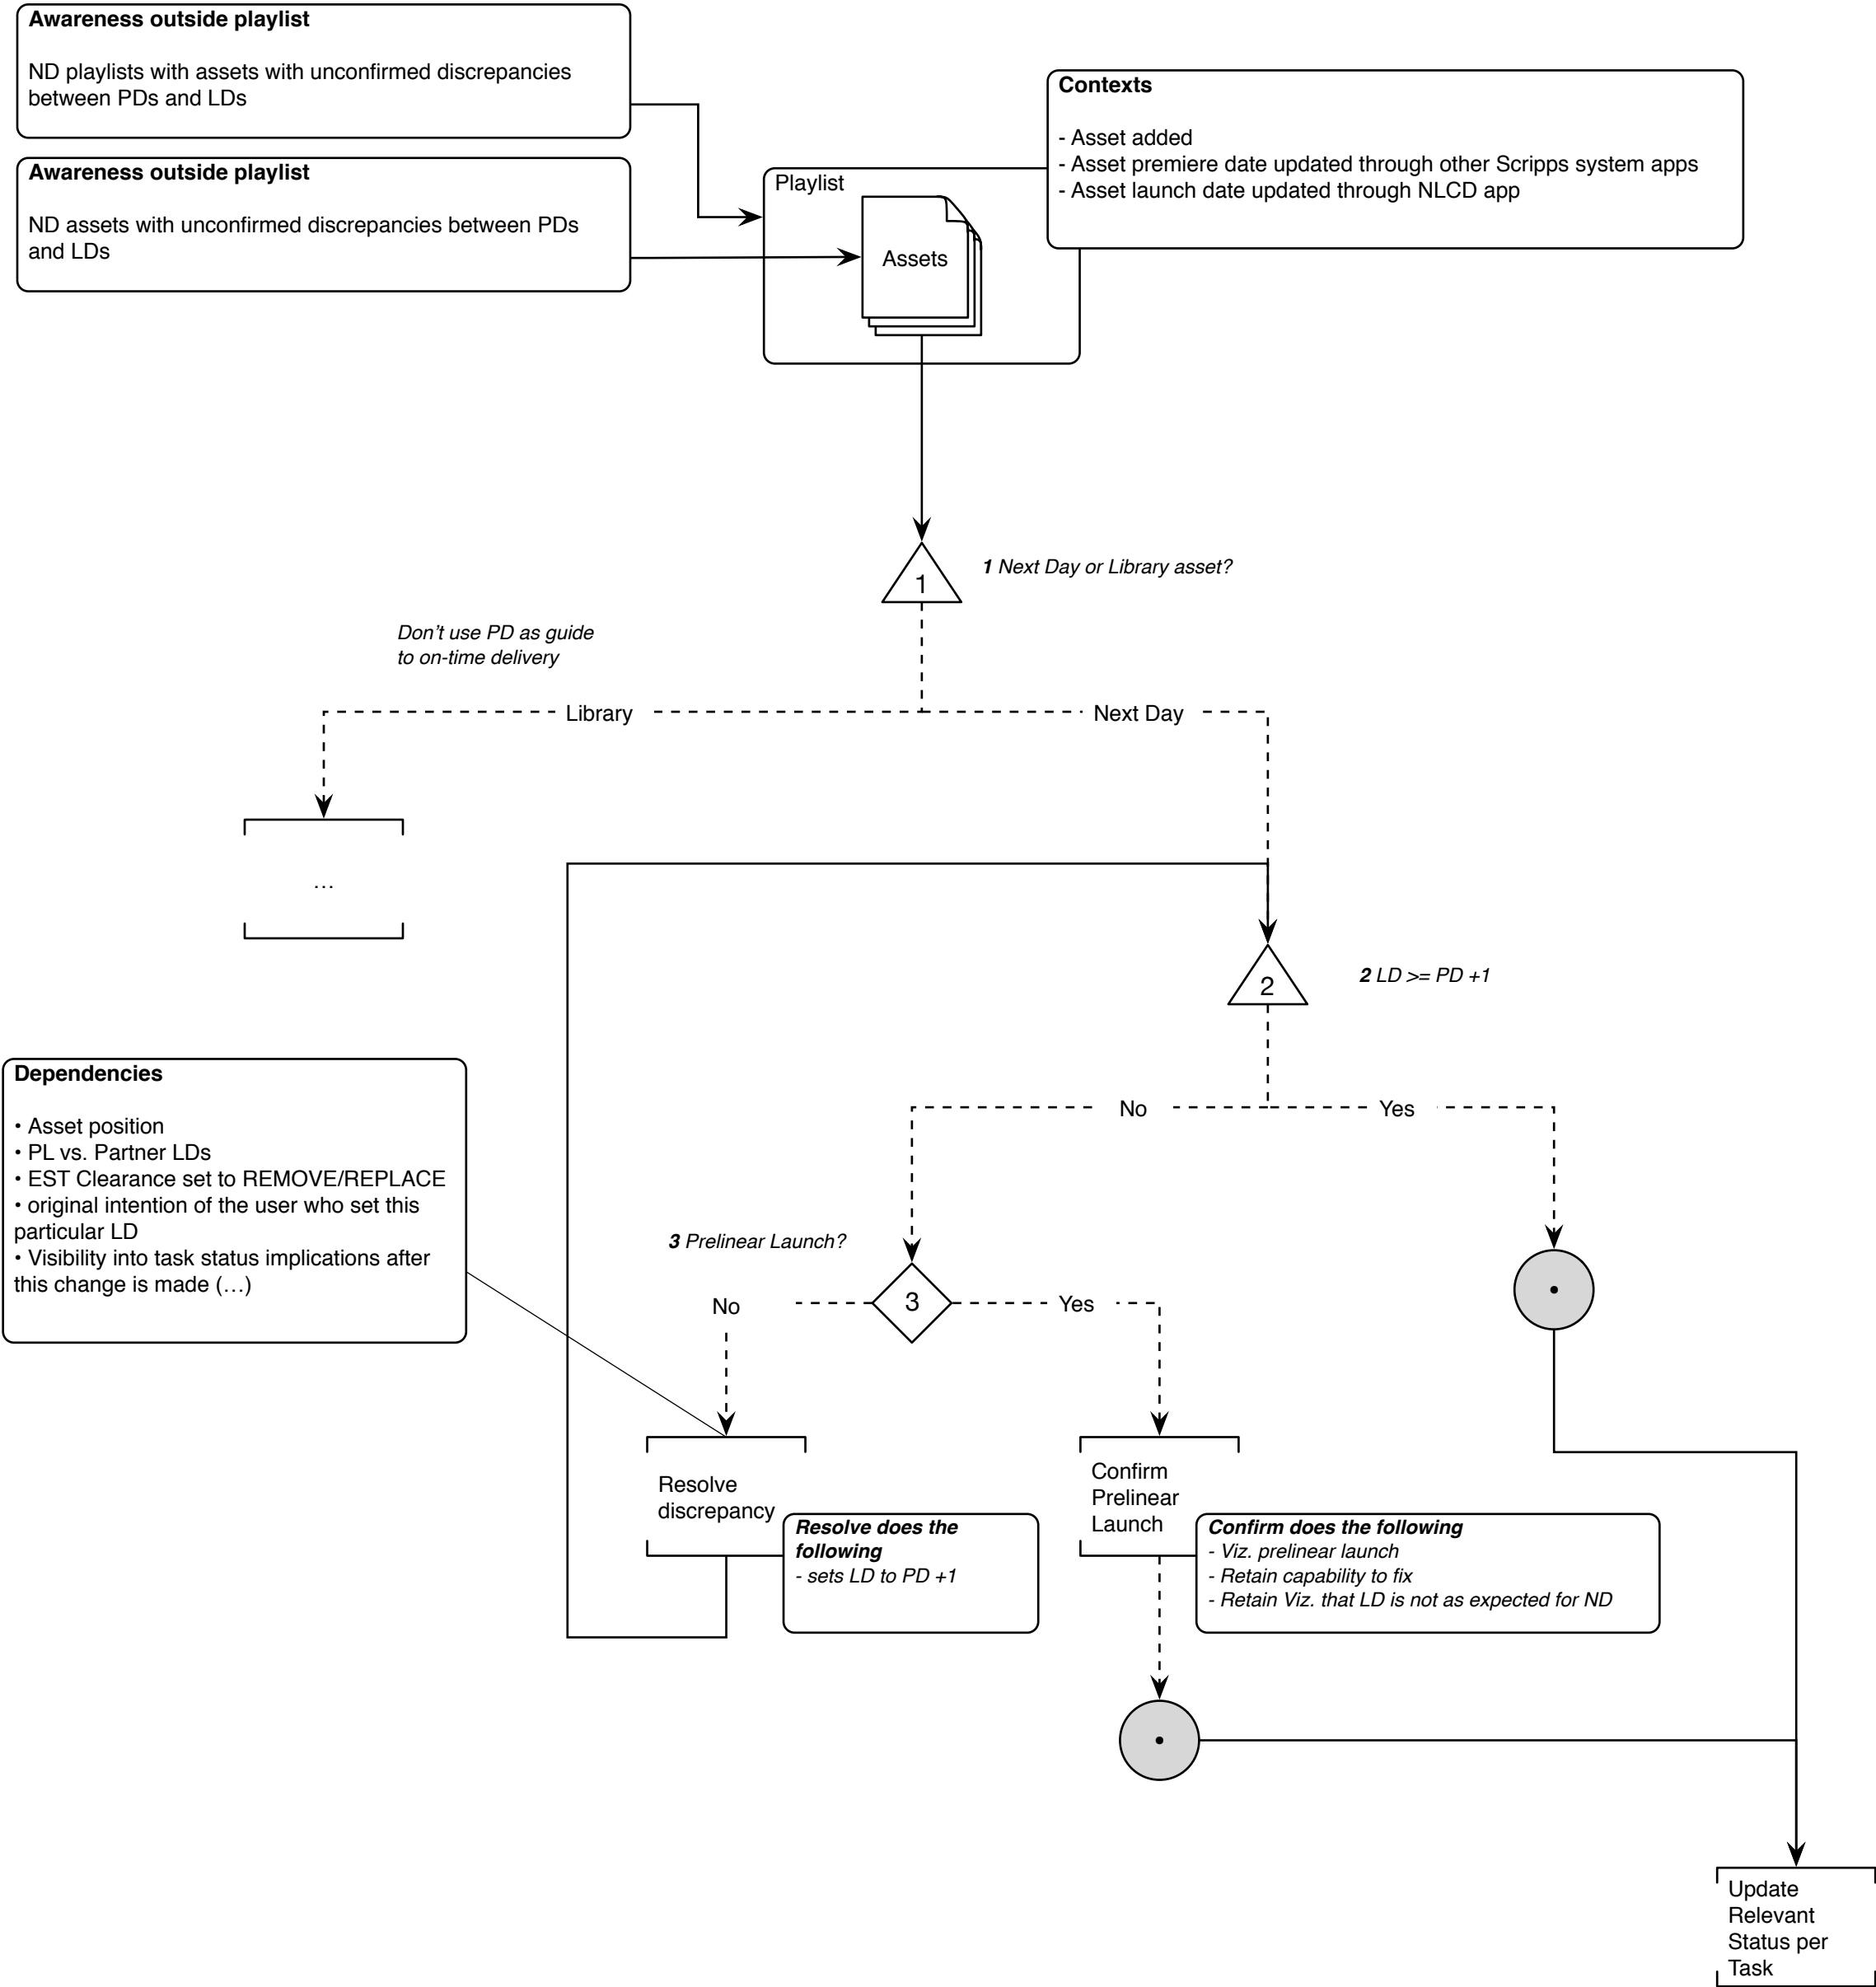 Awareness outside playlist
ND playlists with assets with unconfirmed discrepancies
between PDs and LDs
Contexts
- Asset added
- Asset premiere date updated through other Scripps system apps
- Asset launch date updated through NLCD app
Awareness outside playlist
ND assets with unconfirmed discrepancies between PDs
and LDs
Playlist
Assets
1
1 Next Day or Library asset?
Don't use PD as guide
to on-time delivery
Library
Next Day
...
2
2 LD >= PD +1
No
Yes
Dependencies
• Asset position
• PL vs. Partner LDs
• EST Clearance set to REMOVE/REPLACE
• original intention of the user who set this
particular LD
• Visibility into task status implications after
this change is made (...)
3 Prelinear Launch?
3
No
Yes
Resolve
discrepancy
Resolve does the
following
- sets LD to PD +1
Confirm
Prelinear
Launch
Confirm does the following
- Viz. prelinear launch
- Retain capability to fix
- Retain Viz. that LD is not as expected for ND
Update
Relevant
Status per
Task